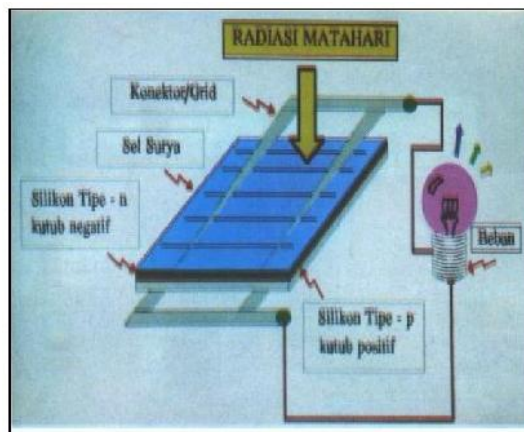 RADIASI MATAHARI
Konektor/Grid
Sel Surya
Silikon Tipe = n
kutub negatif
Beban
Silikon Tipe = p
kutub positif